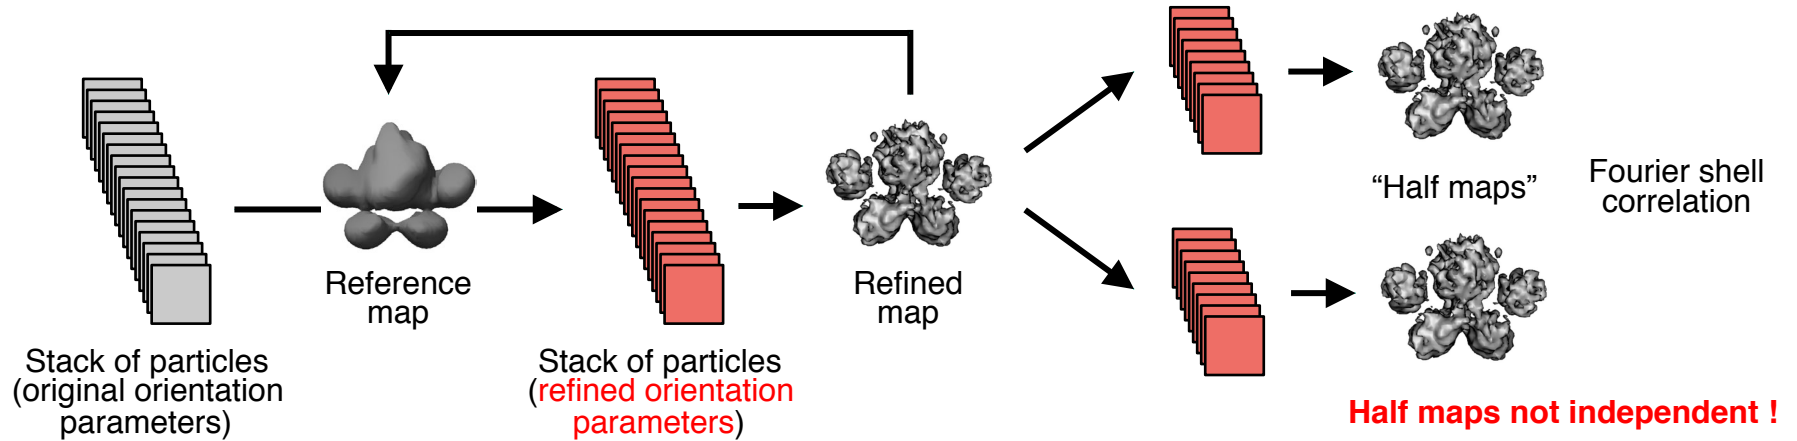 Stack of particles
(original orientation
parameters)
Reference
map
Stack of particles
(refined orientation
parameters)
Refined
map
“Half maps”
Fourier shell
correlation
Half maps not independent !